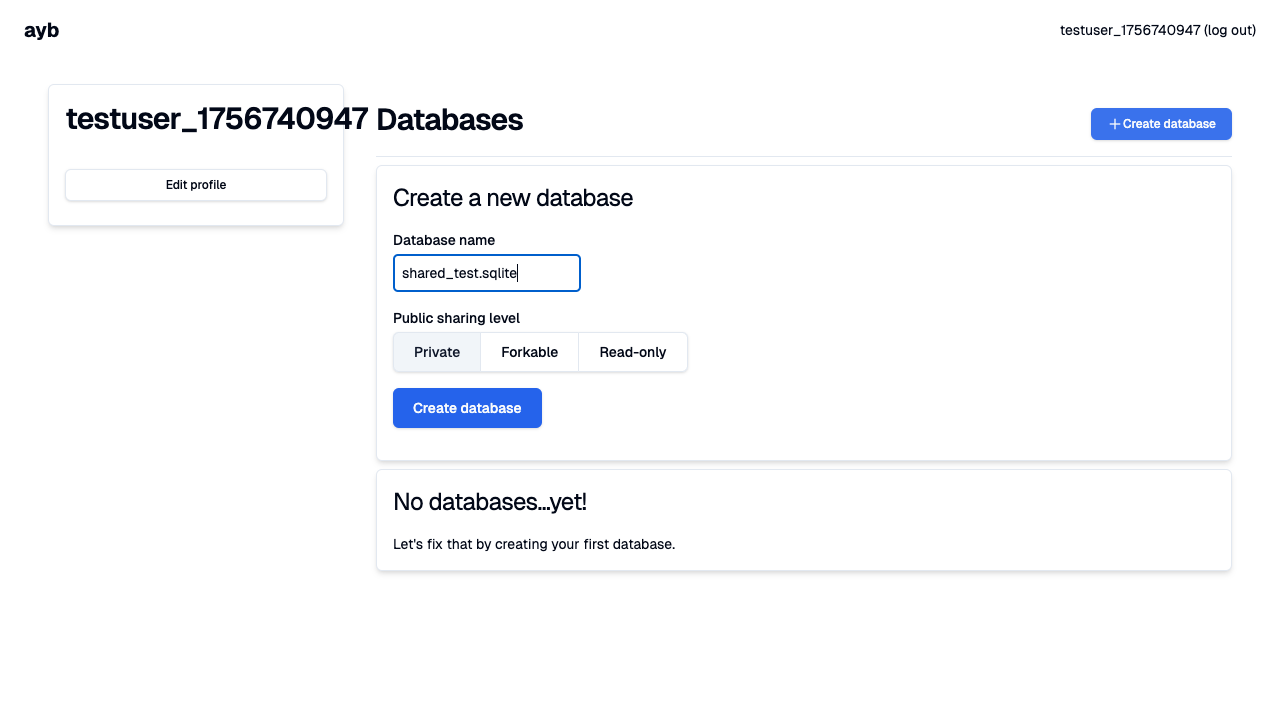 ayb
testuser_1756740947 (log out)
testuser_1756740947
Edit profile
Databases
Create database
Create a new database
Database name
shared_test.sqlite
Public sharing level
Private
Forkable
Read-only
Create database
No databases...yet!
Let's fix that by creating your first database.